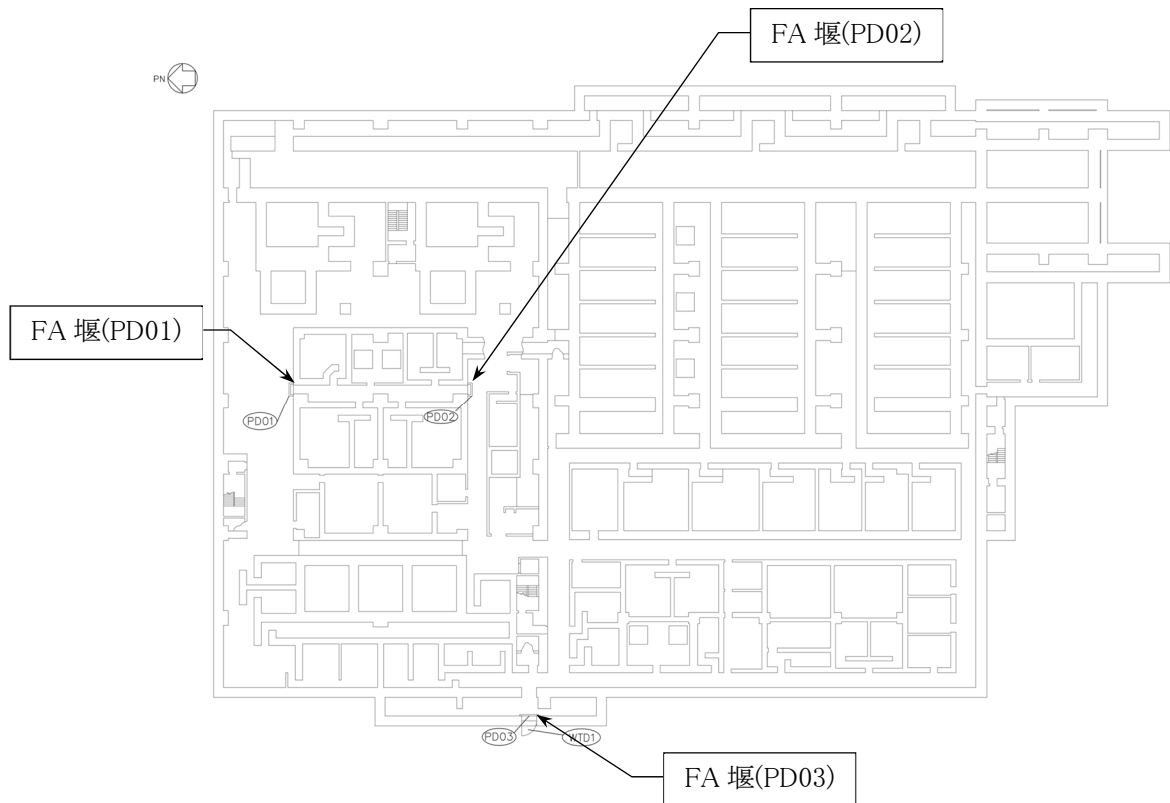 FA 堰(PD02)
PN
FA 堰(PD01)
PD01
PD02
PD03
WTD1
FA 堰(PD03)